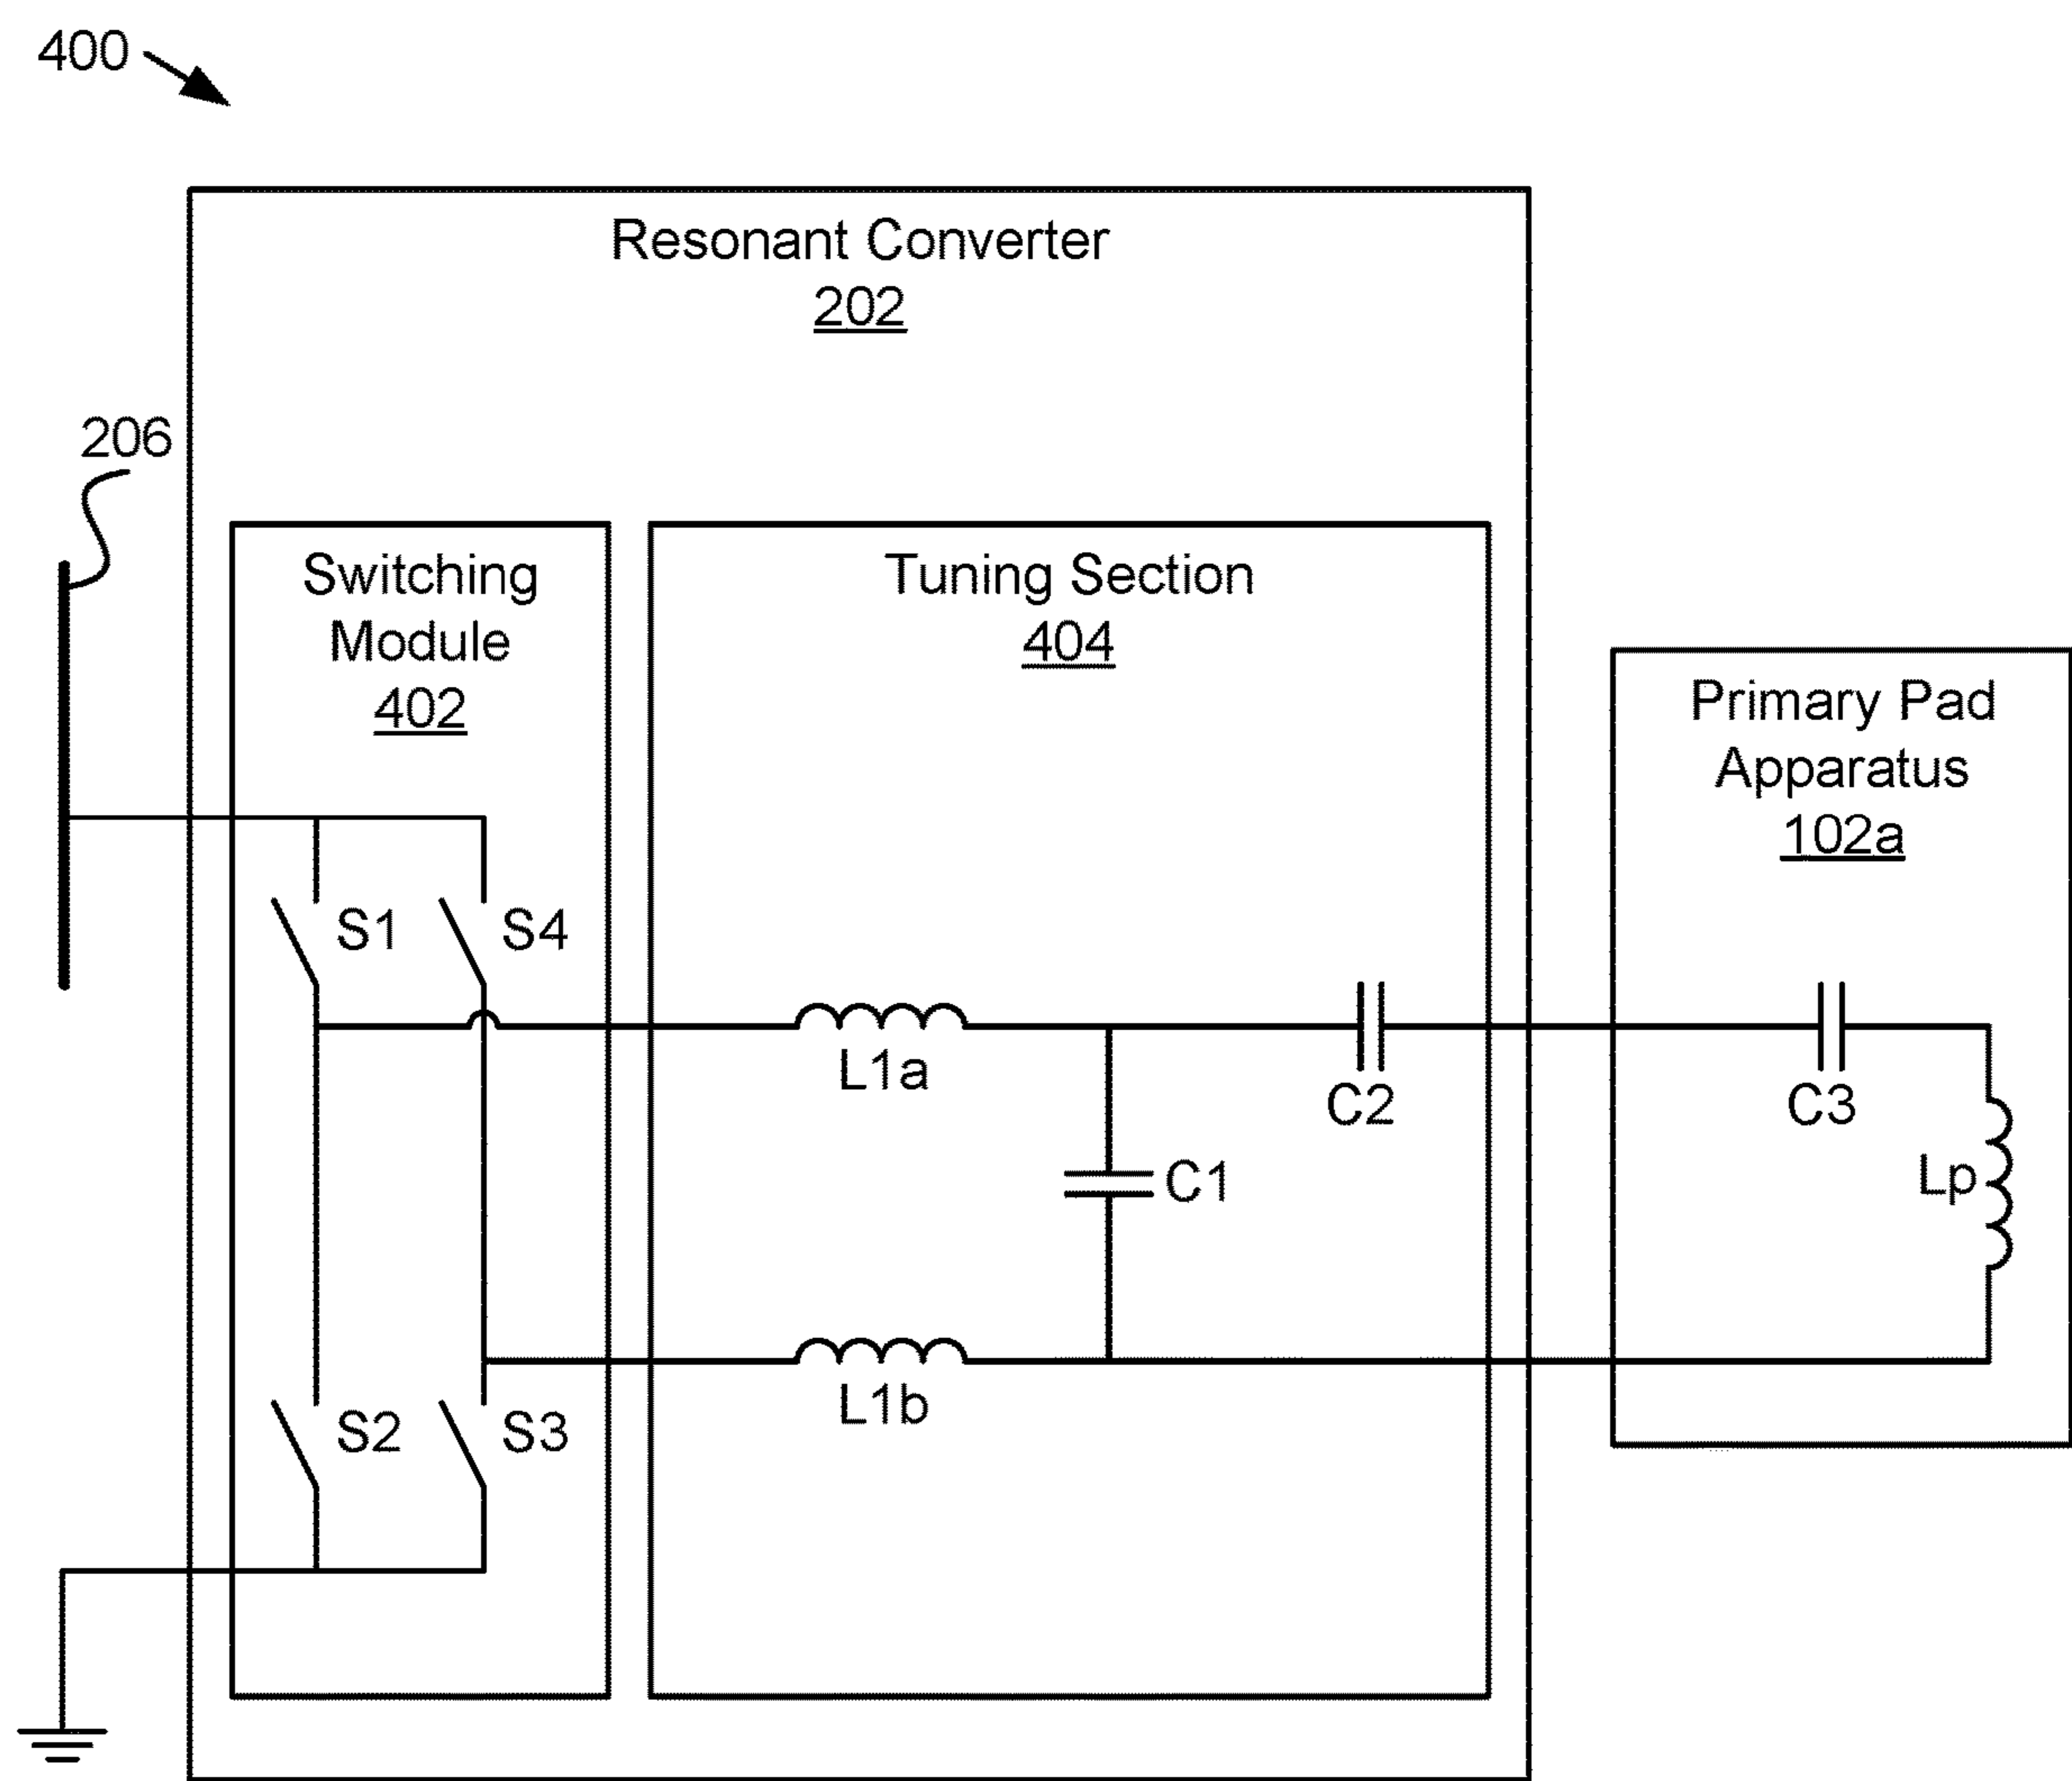 400
Resonant Converter
202
206
Switching
Module
402
Tuning Section
404
Primary Pad
Apparatus
102a
S1
S4
L1a
C2
C3
C1
Lp
L1b
S2
S3